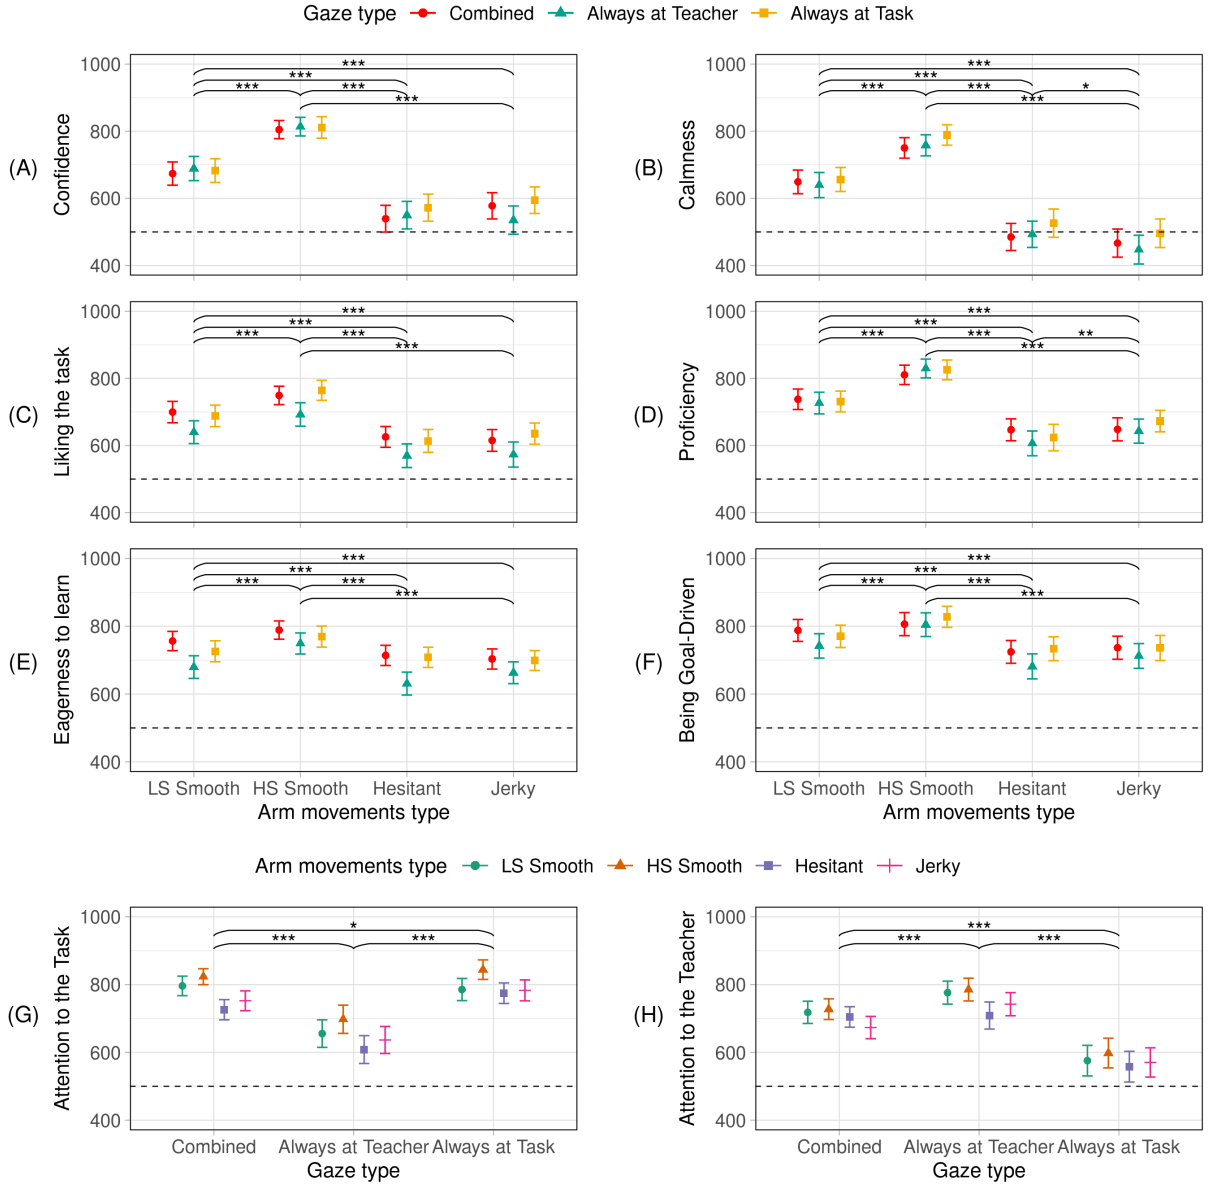 Gaze type Combined Always at Teacher Always at Task
(A) Confidence 1000 800 600 400 *** *** *** *** ***
(B) Calmness 1000 800 600 400 *** *** *** *** * ***
(C) Liking the task 1000 800 600 400 *** *** *** *** ***
(D) Proficiency 1000 800 600 400 *** *** *** *** ** ***
(E) Eagerness to learn 1000 800 600 400 *** *** *** *** ***
(F) Being Goal-Driven 1000 800 600 400 *** *** *** *** ***
LS Smooth HS Smooth Hesitant Jerky
Arm movements type
LS Smooth HS Smooth Hesitant Jerky
Arm movements type
Arm movements type LS Smooth HS Smooth Hesitant Jerky
(G) Attention to the Task 1000 800 600 400 * *** ***
Combined Always at Teacher Always at Task
Gaze type
(H) Attention to the Teacher 1000 800 600 400 *** *** ***
Combined Always at Teacher Always at Task
Gaze type